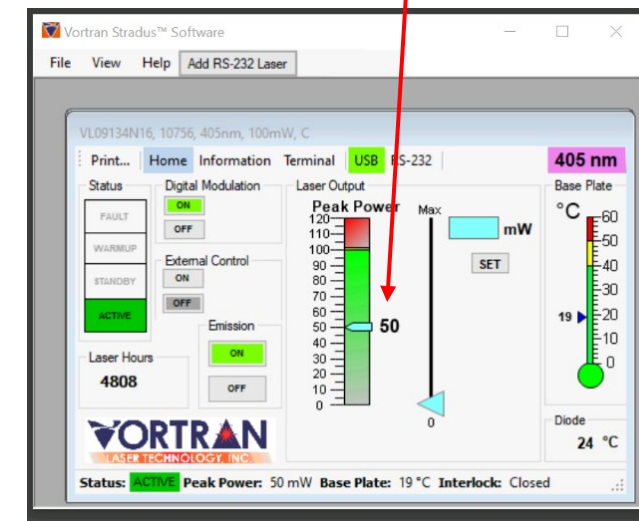 Vortran Stradus™ Software
File View Help Add RS-232 Laser
VL09134N16, 10756, 405nm, 100mW, C
Print... Home Information Terminal USB RS-232 405 nm
Status
FAULT
WARMUP
STANDBY
ACTIVE
Laser Hours
4808
Digital Modulation
ON
OFF
External Control
ON
OFF
Emission
ON
OFF
Laser Output
Peak Power
120
110
100
90
80
70
60
50
40
30
20
10
0
50
Max
0
mW
SET
Base Plate
°C
60
50
40
30
20
10
0
19
Diode
24 °C
VORTRAN
LASER TECHNOLOGY, INC.
Status: ACTIVE Peak Power: 50 mW Base Plate: 19 °C Interlock: Closed